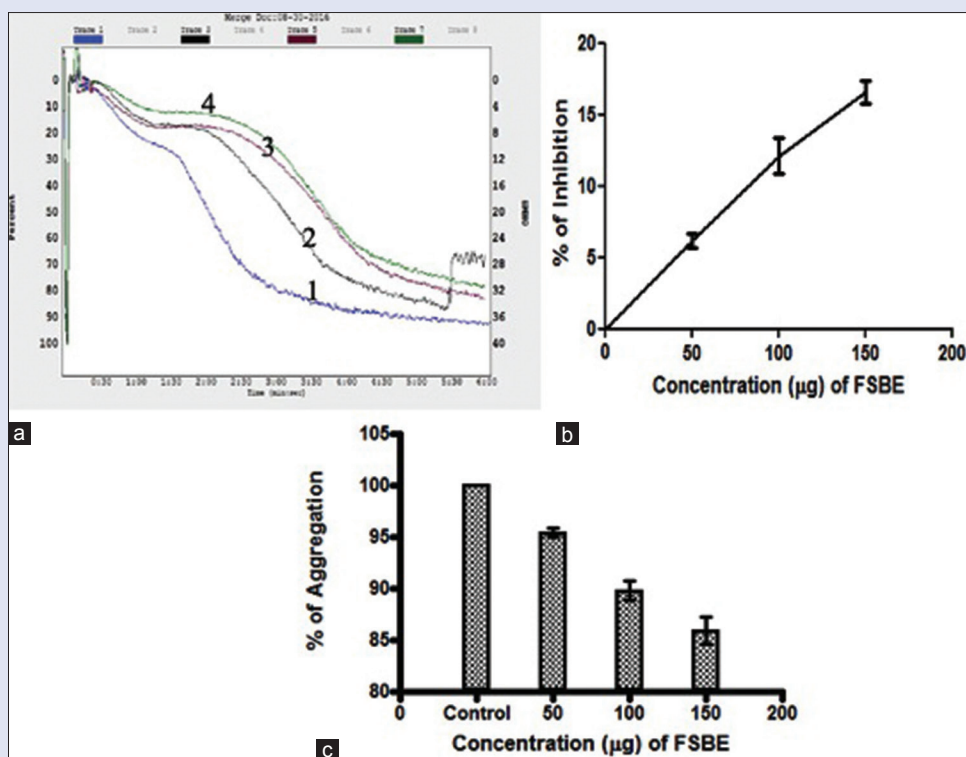 Merge Doc:08-30-2016
Trace 1 Trace 2 Trace 3 Trace 4 Trace 5 Trace 6 Trace 7 Trace 8
Percent
0
10
20
30
40
50
60
70
80
90
100
0
4
8
12
16
20
24
28
32
36
40
OHMS
4
3
2
1
0:30 1:00 1:30 2:00 2:30 3:00 3:30 4:00 4:30 5:00 5:30 6:00
Time (min:sec)
a
% of Inhibition
20
15
10
5
0
0 50 100 150 200
Concentration (μg) of FSBE
b
% of Aggregation
105
100
95
90
85
80
0 Control 50 100 150 200
Concentration (μg) of FSBE
c